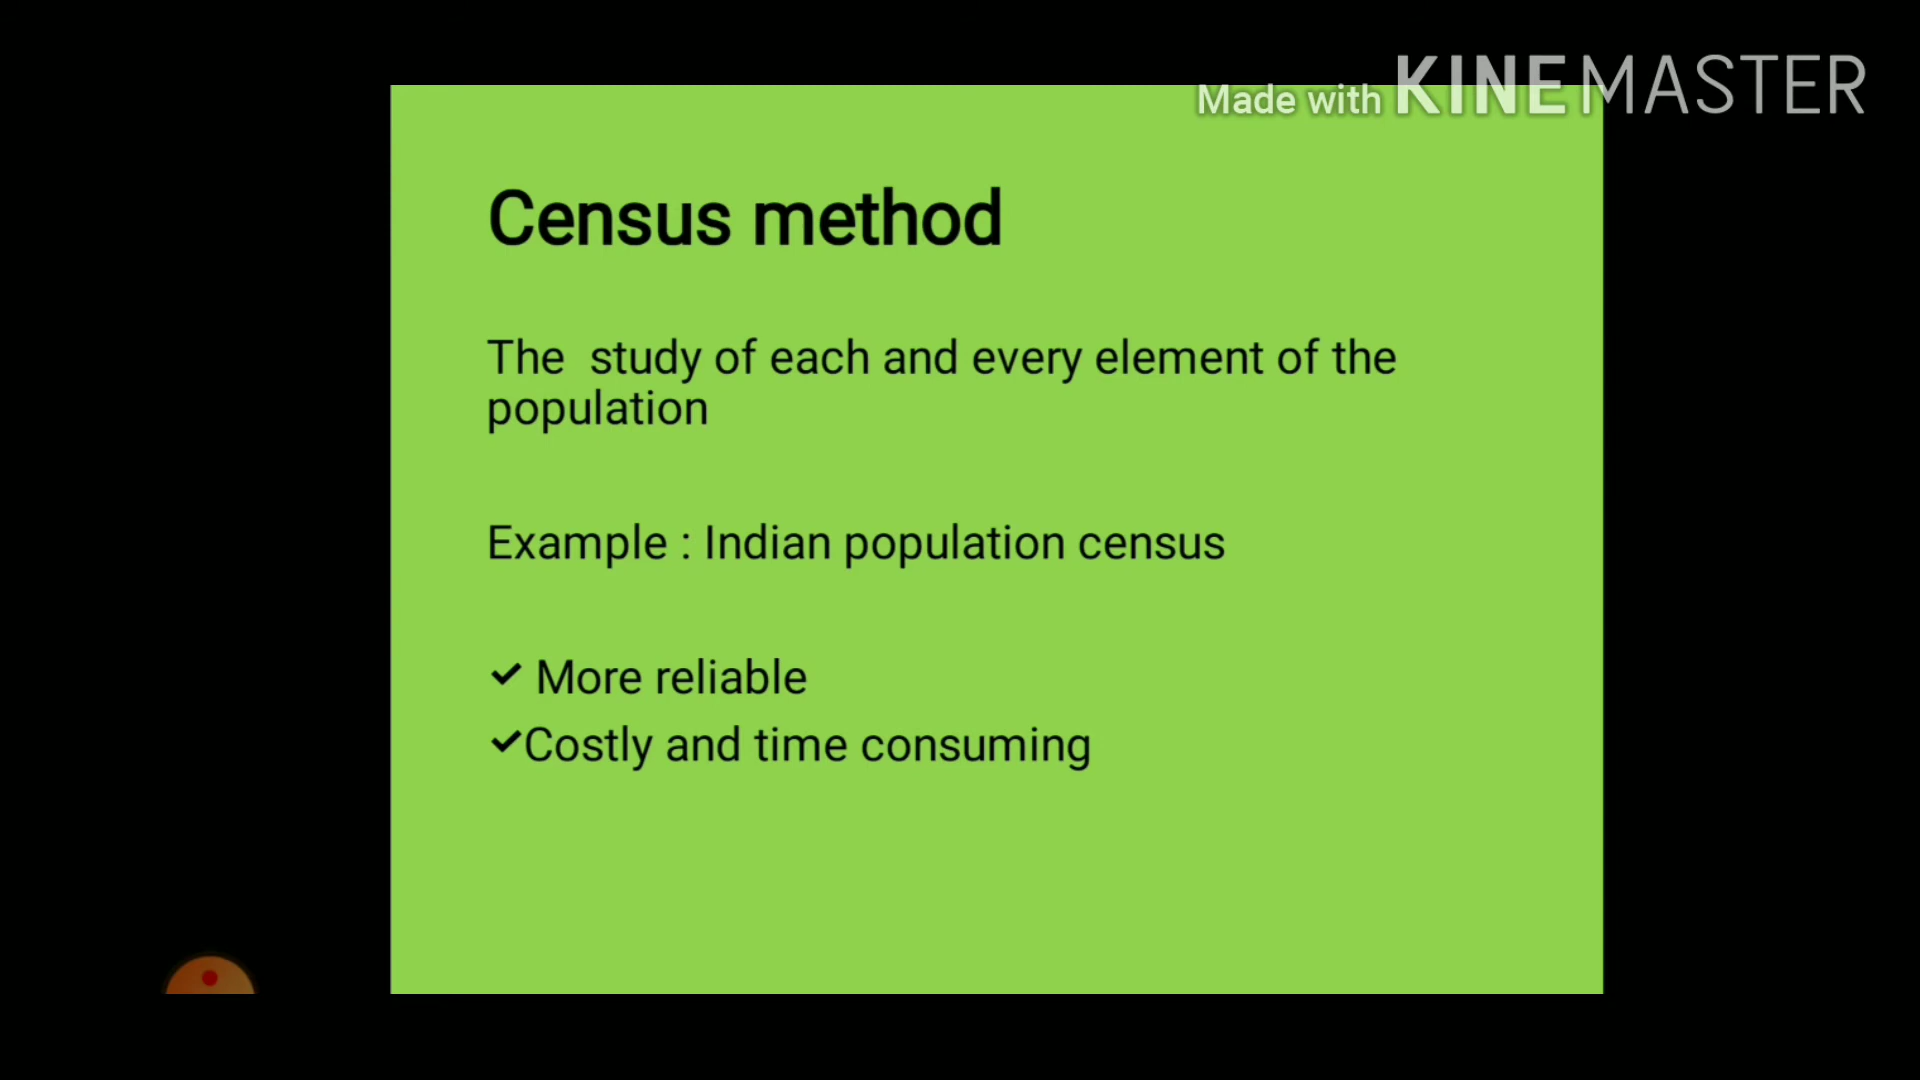 Made with KINEMASTER
Census method
The  study of each and every element of the
population
Example : Indian population census
✓ More reliable
✓Costly and time consuming